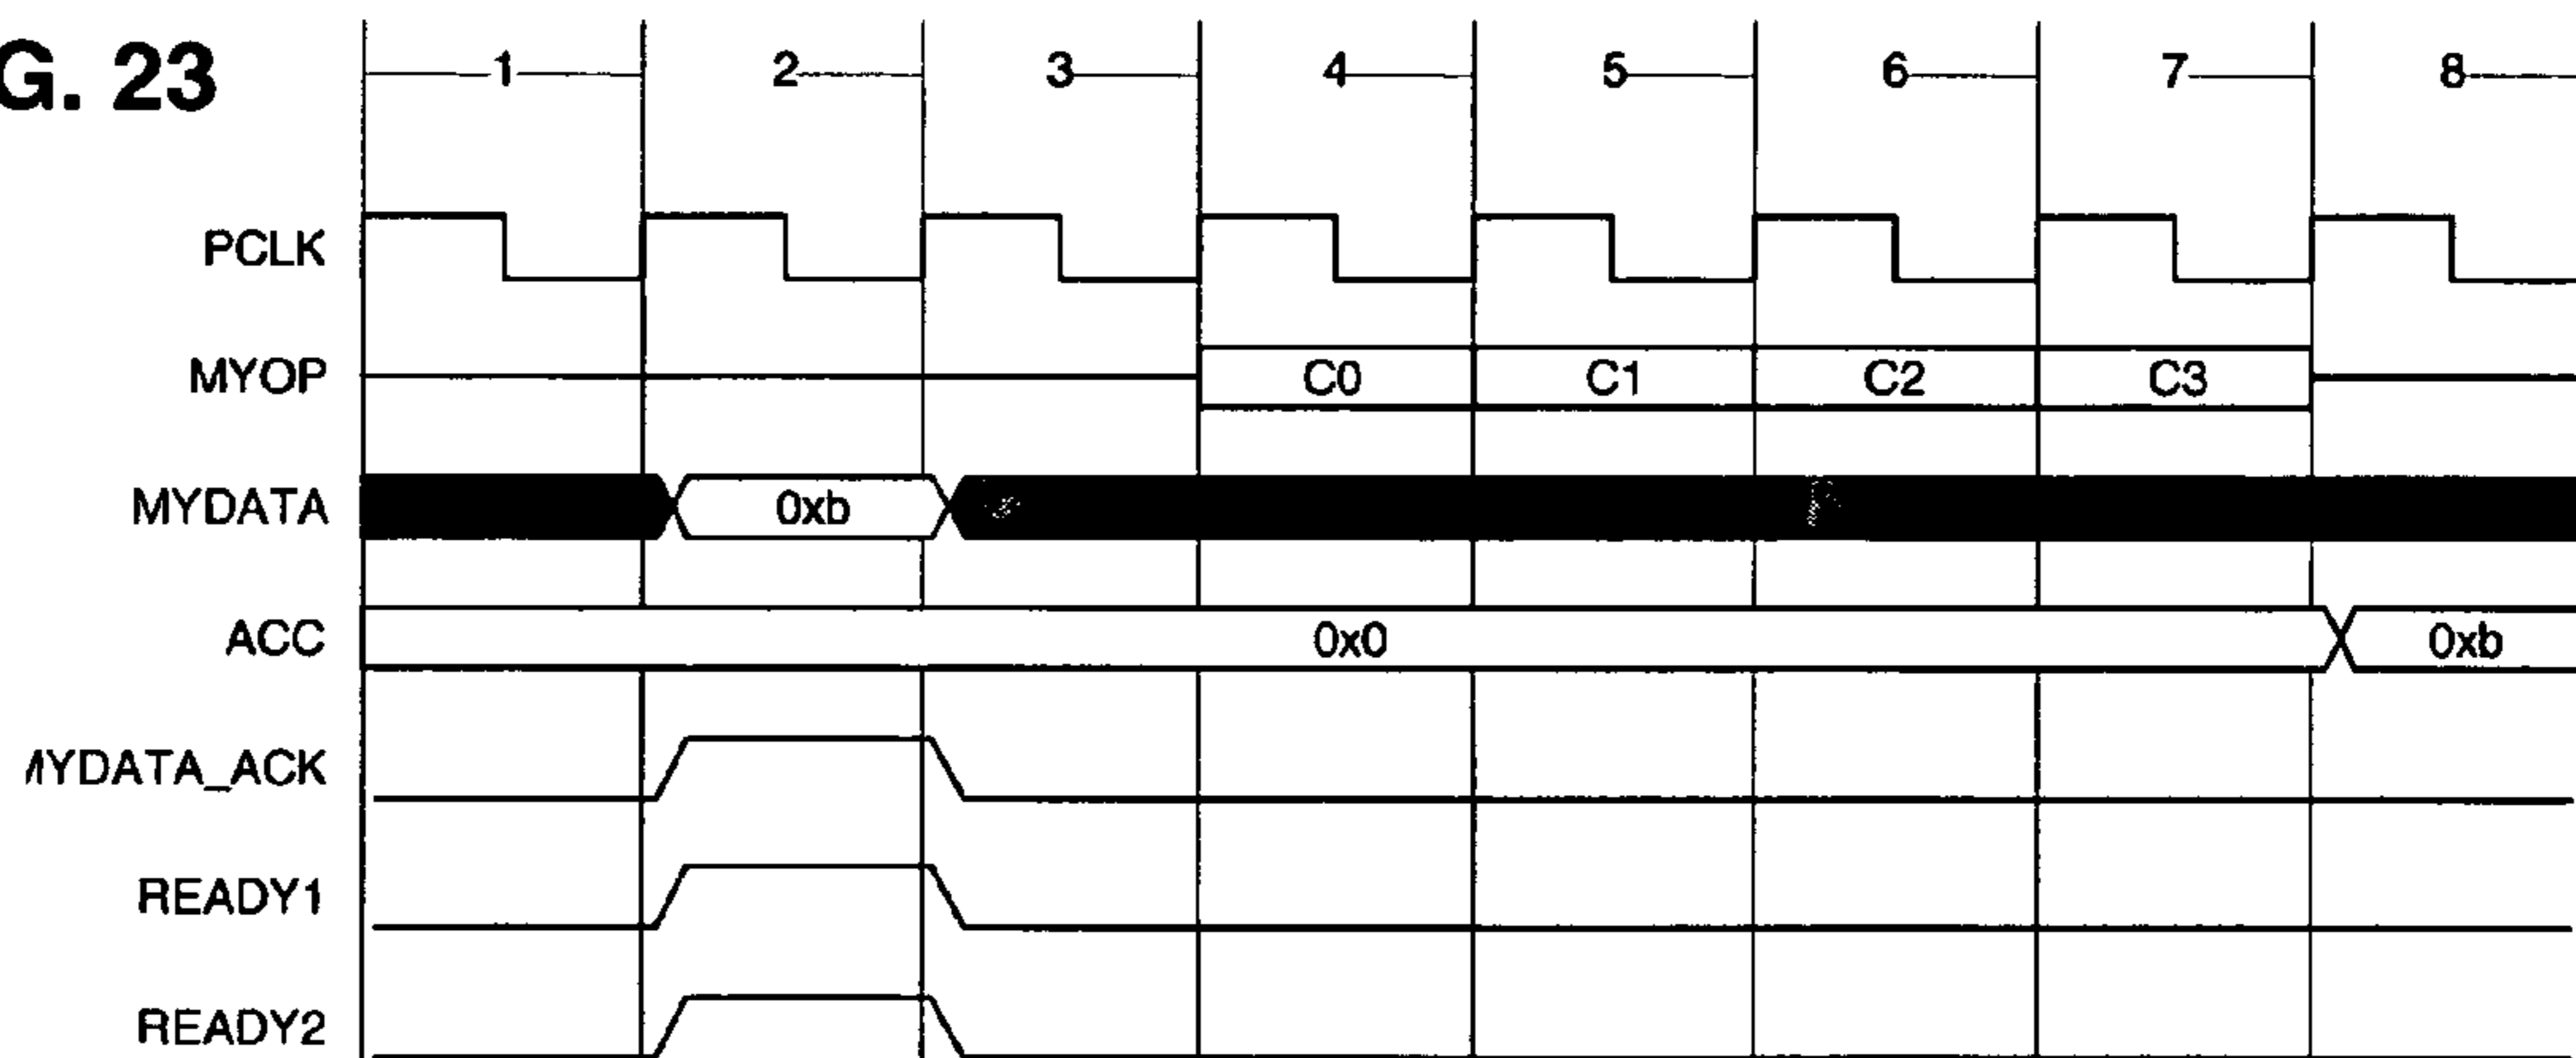 G. 23
1 2 3 4 5 6 7 8
PCLK
MYOP C0 C1 C2 C3
MYDATA 0xb
ACC 0x0 0xb
MYDATA_ACK
READY1
READY2